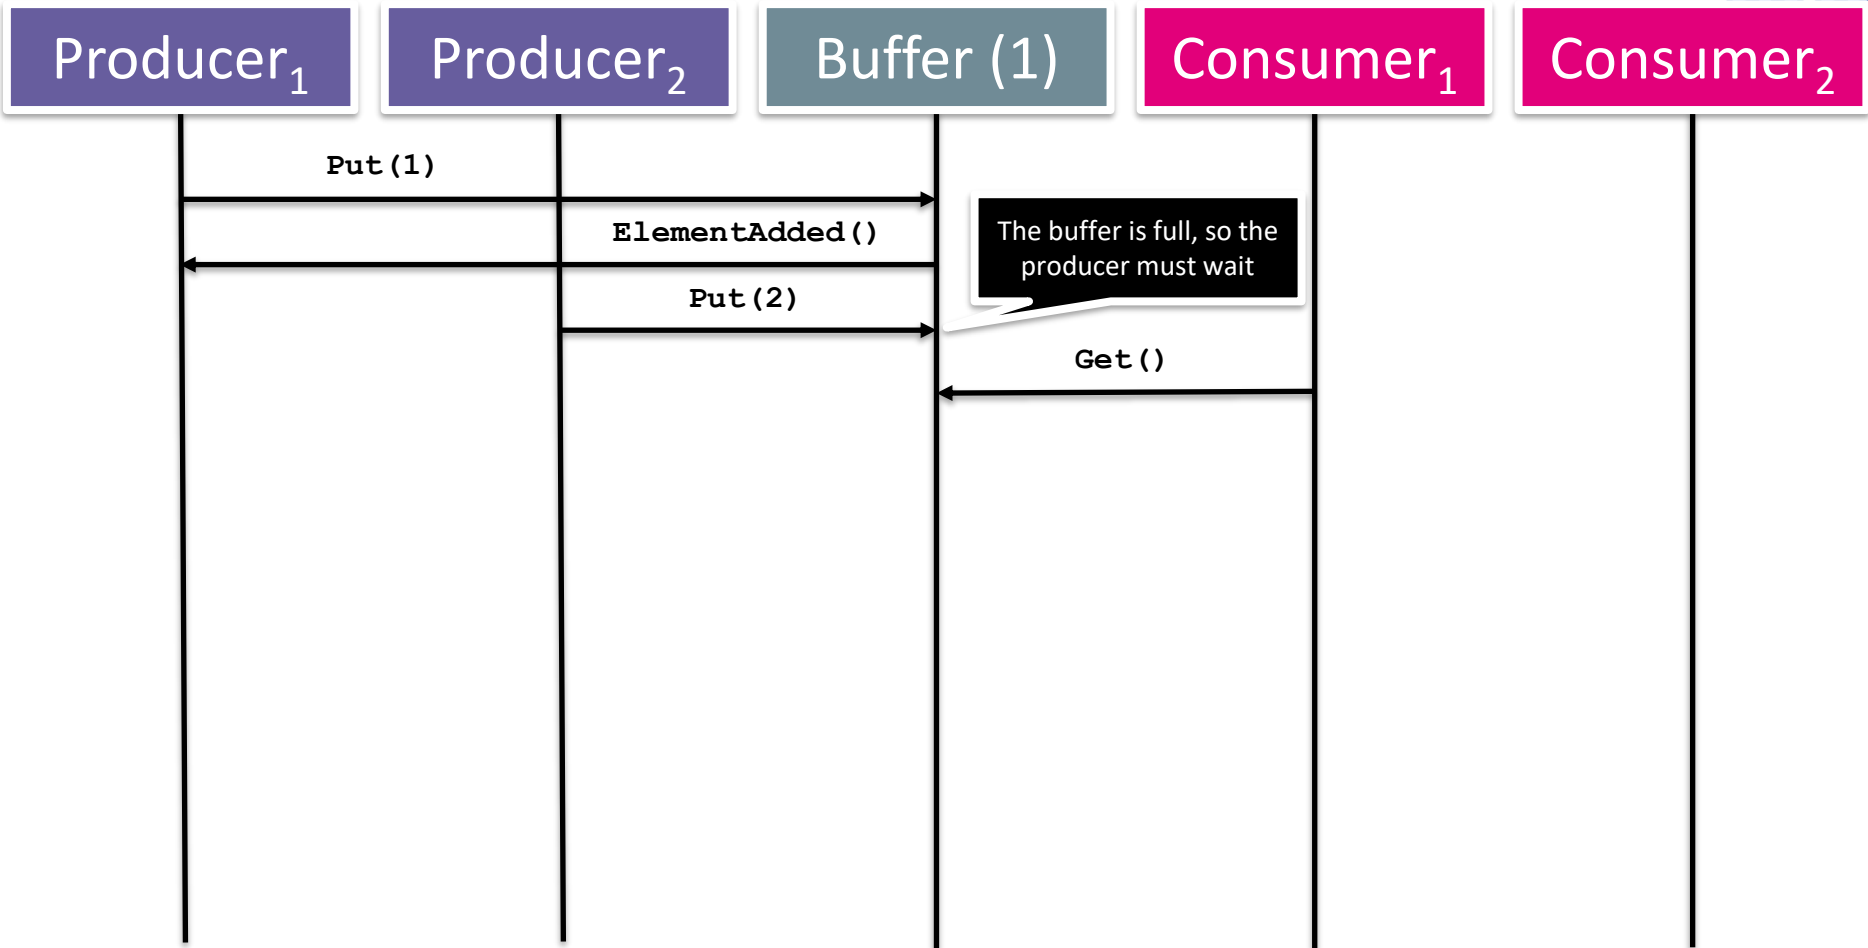 Producer₁
Producer₂
Buffer (1)
Consumer₁
Consumer₂
Put(1)
ElementAdded()
The buffer is full, so the
producer must wait
Put(2)
Get()